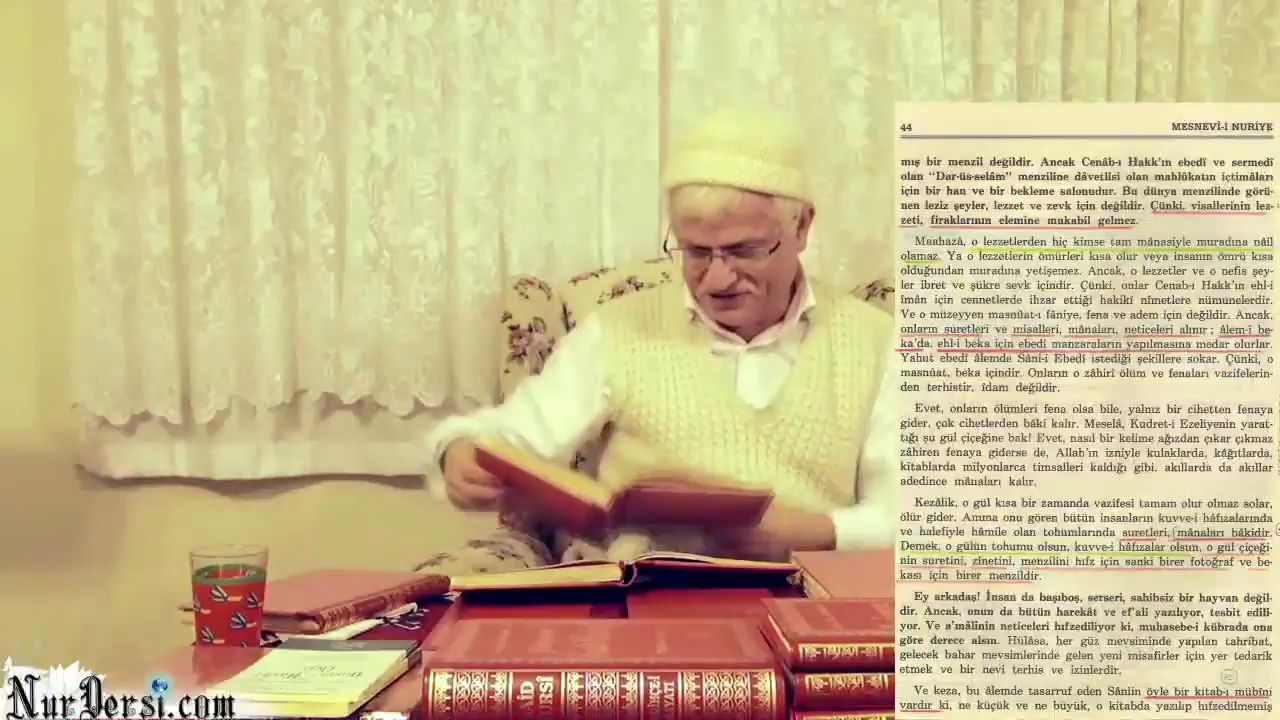 44 MESNEVÎ-İ NURİYE
mış bir menzil değildir. Ancak Cenâb-ı Hakk'ın ebedî ve sermedî
olan "Dar-üs-selâm" menziline dâvetlisi olan mahlûkatın içtimâları
için bir han ve bir bekleme salonudur. Bu dünya menzilinde görü-
nen leziz şeyler, lezzet ve zevk için değildir. Çünki, visallerinin lez-
zeti, firaklarının elemine mukabil gelmez.
Maahazâ, o lezzetlerden hiç kimse tam mânasiyle muradına nâil
olamaz. Ya o lezzetlerin ömürleri kısa olur veya insanın ömrü kısa
olduğundan muradına yetişemez. Ancak, o lezzetler ve o nefis şey-
ler ibret ve şükre sevk içindir. Çünki, onlar Cenab-ı Hakk'ın ehl-i
îmân için cennetlerde ihzar ettiği hakikî nîmetlere nümunelerdir.
Ve o müzeyyen masnûat-ı fâniye, fena ve adem için değildir. Ancak,
onların suretleri ve misalleri, mânaları, neticeleri alınır; âlem-i be-
ka'da, ehl-i beka için ebedî manzaraların yapılmasına medar olurlar.
Yahut ebedî âlemde Sâni-i Ebedî istediği şekillere sokar. Çünki, o
masnûat, beka içindir. Onların o zâhirî ölüm ve fenaları vazifelerin-
den terhistir, îdam değildir.
Evet, onların ölümleri fena olsa bile, yalnız bir cihetten fenaya
gider, çok cihetlerden bâkî kalır. Meselâ, Kudret-i Ezeliyenin yarat-
tığı şu gül çiçeğine bak! Evet, nasıl bir kelime ağızdan çıkar çıkmaz
zâhiren fenaya giderse de, Allah'ın izniyle kulaklarda, kâğıtlarda,
kitablarda milyonlarca timsalleri kaldığı gibi, akıllarda da akıllar
adedince mânaları kalır.
Kezâlik, o gül kısa bir zamanda vazifesi tamam olur olmaz solar,
ölür gider. Amma onu gören bütün insanların kuvve-i hâfızalarında
ve halefiyle hâmile olan tohumlarında suretleri, mânaları bâkidir.
Demek, o gülün tohumu olsun, kuvve-i hâfızalar olsun, o gül çiçeği-
nin suretini, zînetini, menzilini hıfz için sanki birer fotoğraf ve be-
kası için birer menzildir.
Ey arkadaş! İnsan da başıboş, serseri, sahibsiz bir hayvan değil-
dir. Ancak, onun da bütün harekât ve ef'ali yazılıyor, tesbit edili-
yor. Ve a'mâlinin neticeleri hıfzediliyor ki, muhasebe-i kübrada ona
göre derece alsın. Hülâsa, her güz mevsiminde yapılan tahribat,
gelecek bahar mevsimlerinde gelen yeni misafirler için yer tedarik
etmek ve bir nevi terhis ve izinlerdir.
Ve keza, bu âlemde tasarruf eden Sâniin öyle bir kitab-ı mübîni
vardır ki, ne küçük ve ne büyük, o kitabda yazılıp hıfzedilmemiş
NurDersi.com